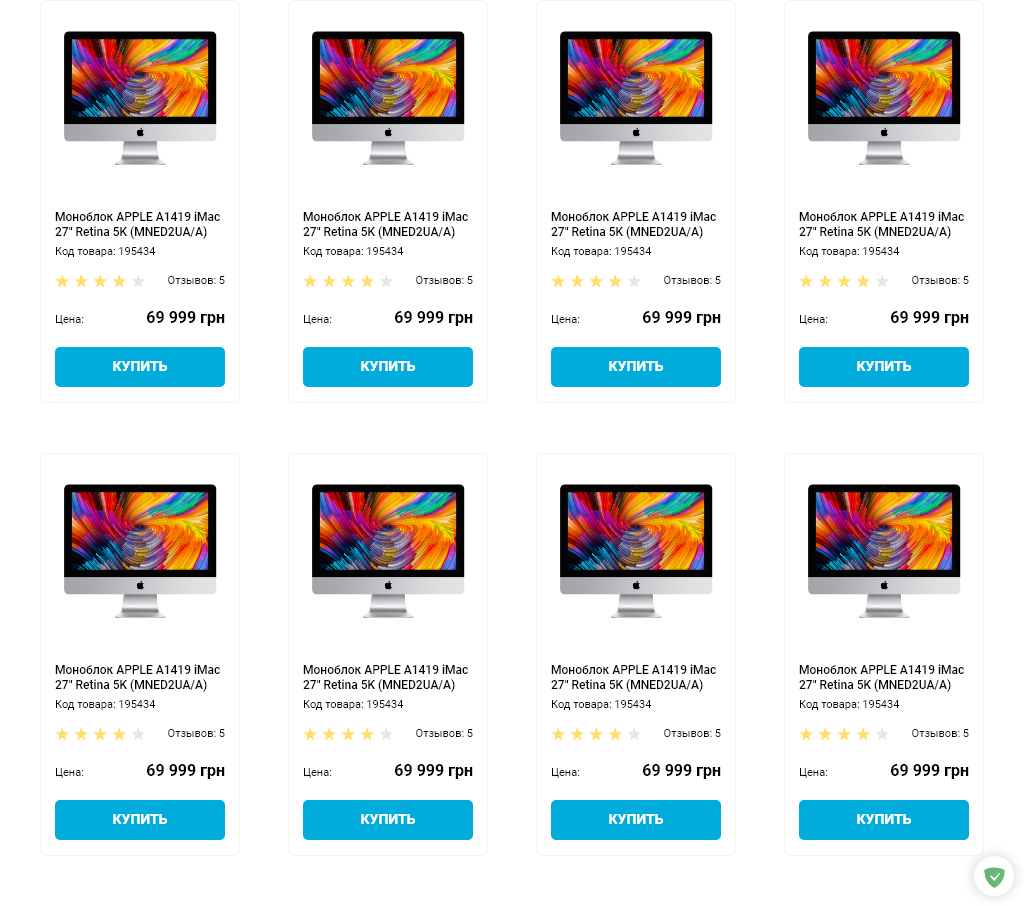 Моноблок APPLE A1419 iMac
27" Retina 5K (MNED2UA/A)
Код товара: 195434
Отзывов: 5
Цена: 69 999 грн
КУПИТЬ
Моноблок APPLE A1419 iMac
27" Retina 5K (MNED2UA/A)
Код товара: 195434
Отзывов: 5
Цена: 69 999 грн
КУПИТЬ
Моноблок APPLE A1419 iMac
27" Retina 5K (MNED2UA/A)
Код товара: 195434
Отзывов: 5
Цена: 69 999 грн
КУПИТЬ
Моноблок APPLE A1419 iMac
27" Retina 5K (MNED2UA/A)
Код товара: 195434
Отзывов: 5
Цена: 69 999 грн
КУПИТЬ
Моноблок APPLE A1419 iMac
27" Retina 5K (MNED2UA/A)
Код товара: 195434
Отзывов: 5
Цена: 69 999 грн
КУПИТЬ
Моноблок APPLE A1419 iMac
27" Retina 5K (MNED2UA/A)
Код товара: 195434
Отзывов: 5
Цена: 69 999 грн
КУПИТЬ
Моноблок APPLE A1419 iMac
27" Retina 5K (MNED2UA/A)
Код товара: 195434
Отзывов: 5
Цена: 69 999 грн
КУПИТЬ
Моноблок APPLE A1419 iMac
27" Retina 5K (MNED2UA/A)
Код товара: 195434
Отзывов: 5
Цена: 69 999 грн
КУПИТЬ